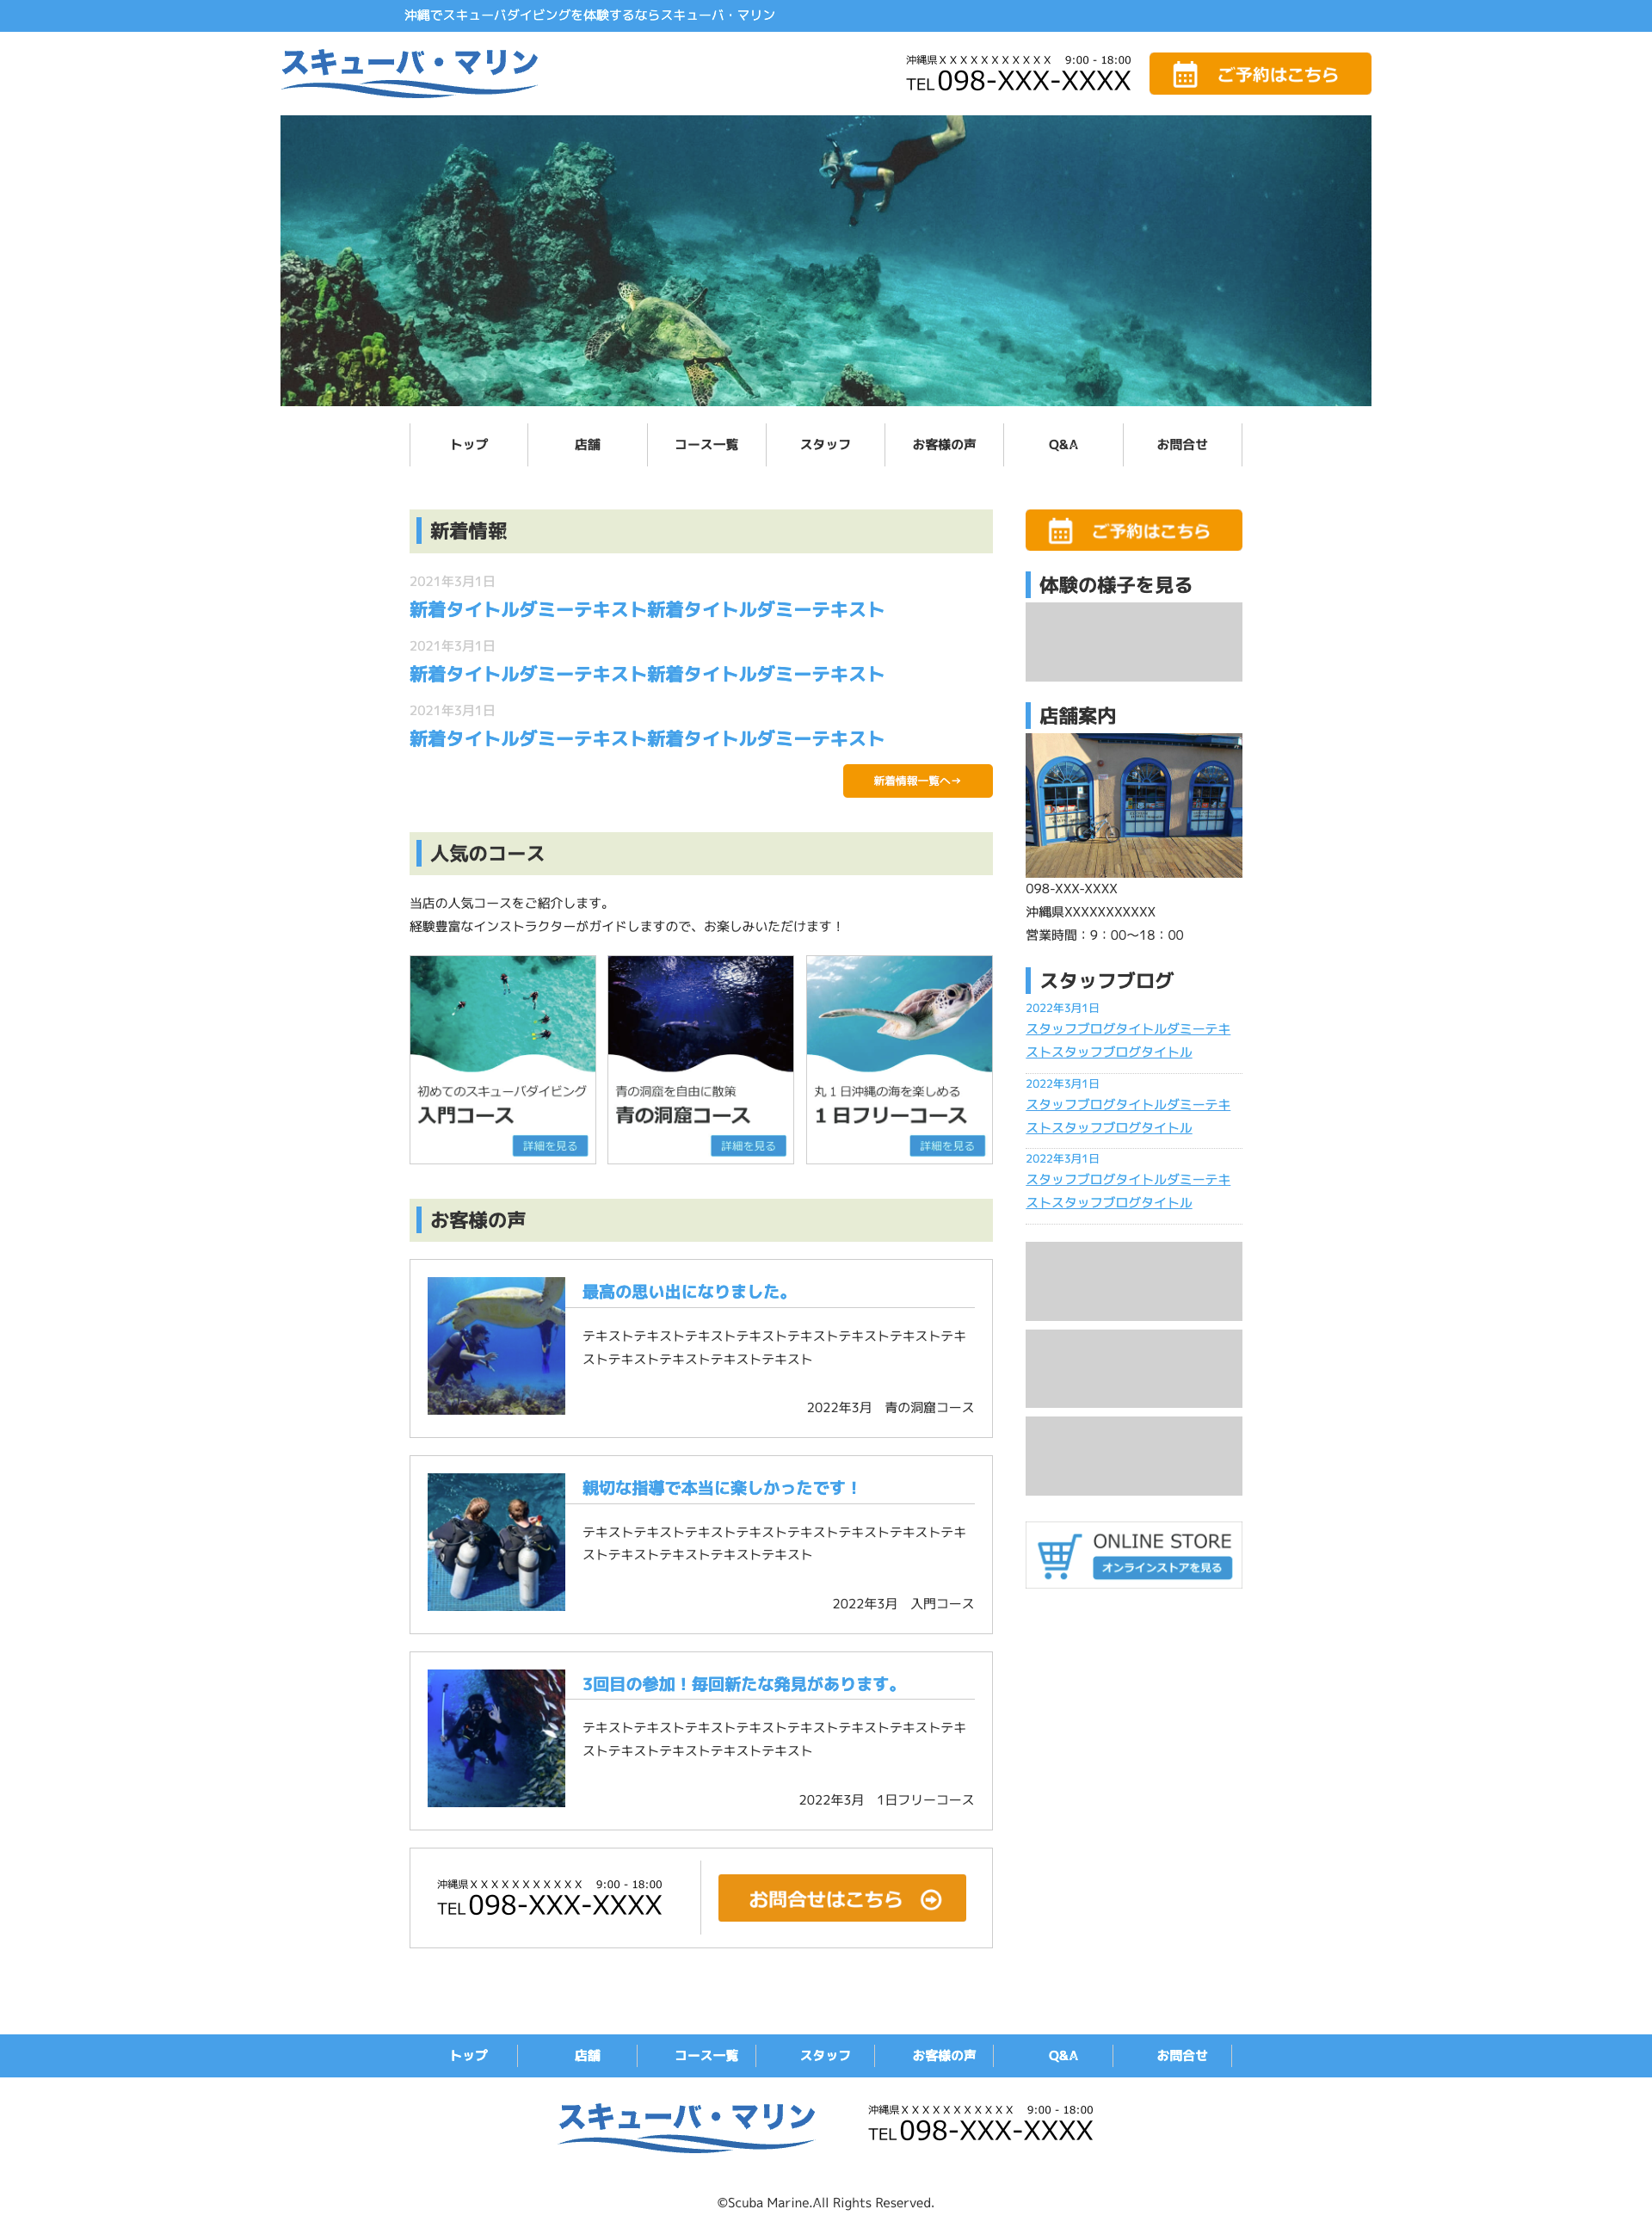 沖縄でスキューバダイビングを体験するならスキューバ・マリン
スキューバ・マリン
沖縄県ＸＸＸＸＸＸＸＸＸＸＸ　9:00 - 18:00
TEL 098-XXX-XXXX
ご予約はこちら
トップ
店舗
コース一覧
スタッフ
お客様の声
Q&A
お問合せ
新着情報
2021年3月1日
新着タイトルダミーテキスト新着タイトルダミーテキスト
2021年3月1日
新着タイトルダミーテキスト新着タイトルダミーテキスト
2021年3月1日
新着タイトルダミーテキスト新着タイトルダミーテキスト
新着情報一覧へ→
人気のコース
当店の人気コースをご紹介します。
経験豊富なインストラクターがガイドしますので、お楽しみいただけます！
初めてのスキューバダイビング
入門コース
詳細を見る
青の洞窟を自由に散策
青の洞窟コース
詳細を見る
丸１日沖縄の海を楽しめる
１日フリーコース
詳細を見る
お客様の声
最高の思い出になりました。
テキストテキストテキストテキストテキストテキストテキストテキ
ストテキストテキストテキストテキスト
2022年3月　青の洞窟コース
親切な指導で本当に楽しかったです！
テキストテキストテキストテキストテキストテキストテキストテキ
ストテキストテキストテキストテキスト
2022年3月　入門コース
3回目の参加！毎回新たな発見があります。
テキストテキストテキストテキストテキストテキストテキストテキ
ストテキストテキストテキストテキスト
2022年3月　1日フリーコース
沖縄県ＸＸＸＸＸＸＸＸＸＸＸ　9:00 - 18:00
TEL 098-XXX-XXXX
お問合せはこちら
ご予約はこちら
体験の様子を見る
店舗案内
098-XXX-XXXX
沖縄県XXXXXXXXXXX
営業時間：9：00〜18：00
スタッフブログ
2022年3月1日
スタッフブログタイトルダミーテキ
ストスタッフブログタイトル
2022年3月1日
スタッフブログタイトルダミーテキ
ストスタッフブログタイトル
2022年3月1日
スタッフブログタイトルダミーテキ
ストスタッフブログタイトル
ONLINE STORE
オンラインストアを見る
トップ
店舗
コース一覧
スタッフ
お客様の声
Q&A
お問合せ
スキューバ・マリン
沖縄県ＸＸＸＸＸＸＸＸＸＸＸ　9:00 - 18:00
TEL 098-XXX-XXXX
©Scuba Marine.All Rights Reserved.